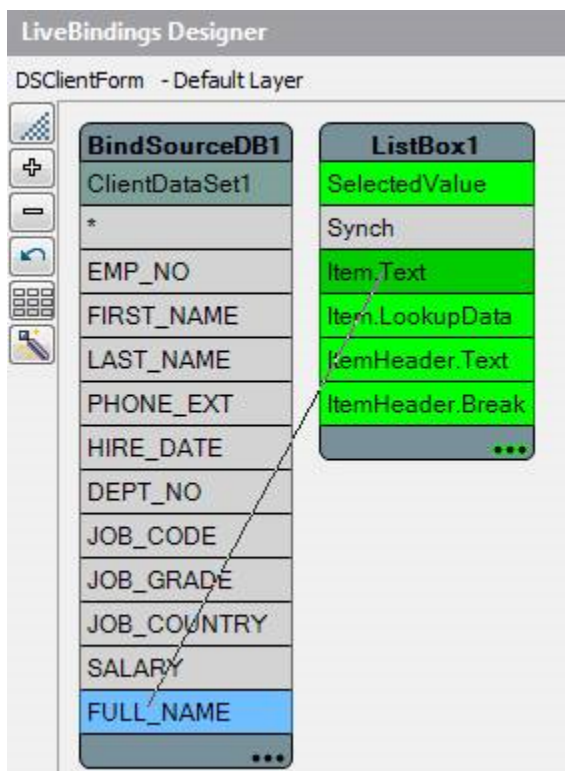 LiveBindings Designer
DSClientForm - Default Layer
BindSourceDB1
ClientDataSet1
*
EMP_NO
FIRST_NAME
LAST_NAME
PHONE_EXT
HIRE_DATE
DEPT_NO
JOB_CODE
JOB_GRADE
JOB_COUNTRY
SALARY
FULL_NAME
...
ListBox1
SelectedValue
Synch
Item.Text
Item.LookupData
ItemHeader.Text
ItemHeader.Break
...